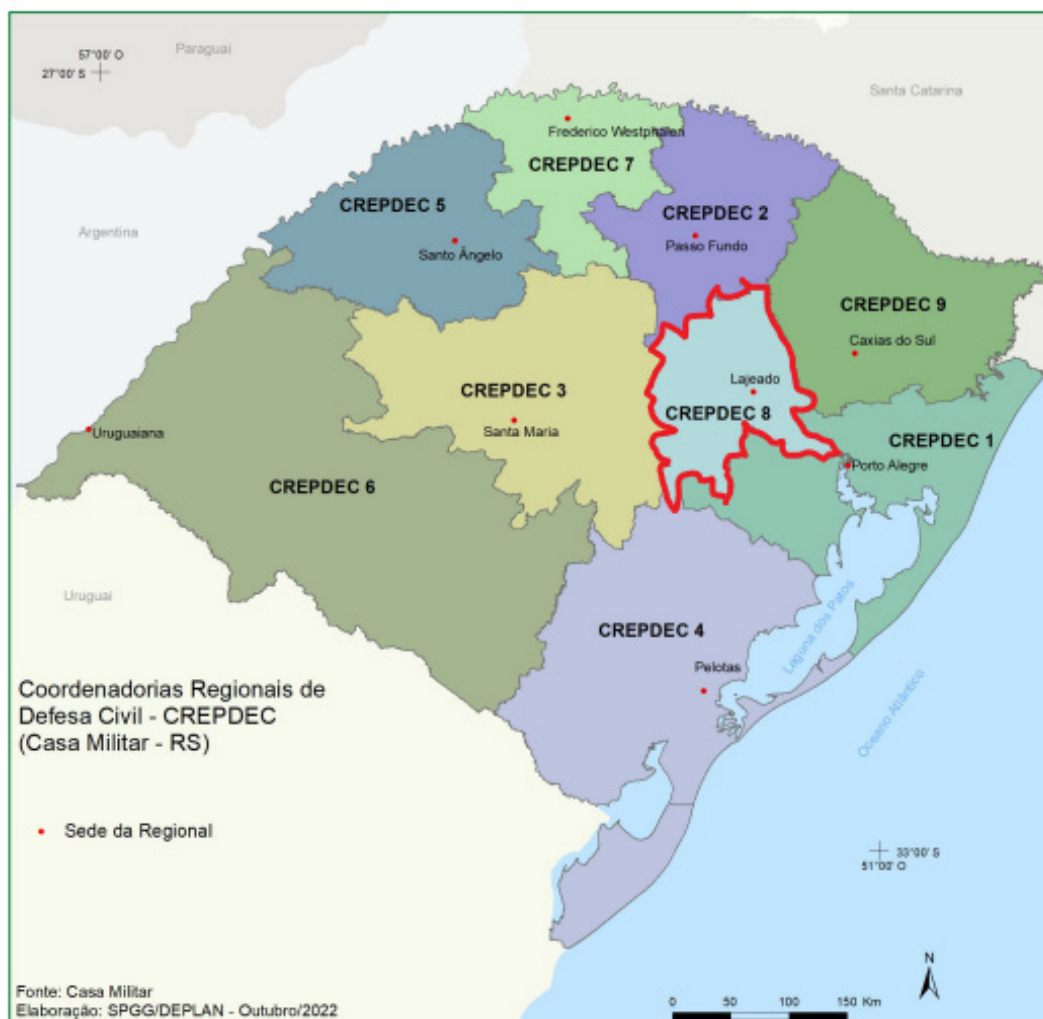 Paraguai
57°00' O
27°00' S
Santa Catarina
Frederico Westphalen
CREPDEC 7
CREPDEC 5
CREPDEC 2
Argentina
Santo Ângelo
Passo Fundo
CREPDEC 9
Caxias do Sul
Lajeado
CREPDEC 3
CREPDEC 8
Uruguaiana
Santa Maria
CREPDEC 1
Porto Alegre
CREPDEC 6
Uruguai
Laguna dos Patos
CREPDEC 4
Pelotas
Oceano Atlântico
Coordenadorias Regionais de
Defesa Civil - CREPDEC
(Casa Militar - RS)
Sede da Regional
33°00' S
51°00' O
N
Fonte: Casa Militar
Elaboração: SPGG/DEPLAN - Outubro/2022
0 50 100 150 Km